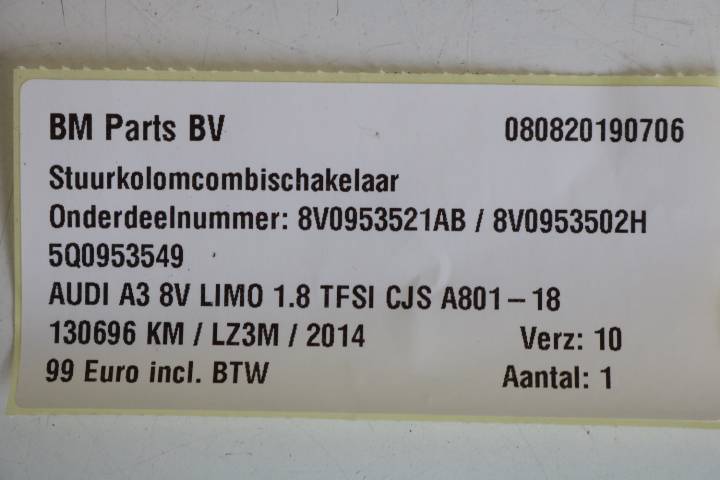 BM Parts BV 080820190706
Stuurkolomcombischakelaar
Onderdeelnummer: 8V0953521AB / 8V0953502H
5Q0953549
AUDI A3 8V LIMO 1.8 TFSI CJS A801-18
130696 KM / LZ3M / 2014 Verz: 10
99 Euro incl. BTW Aantal: 1